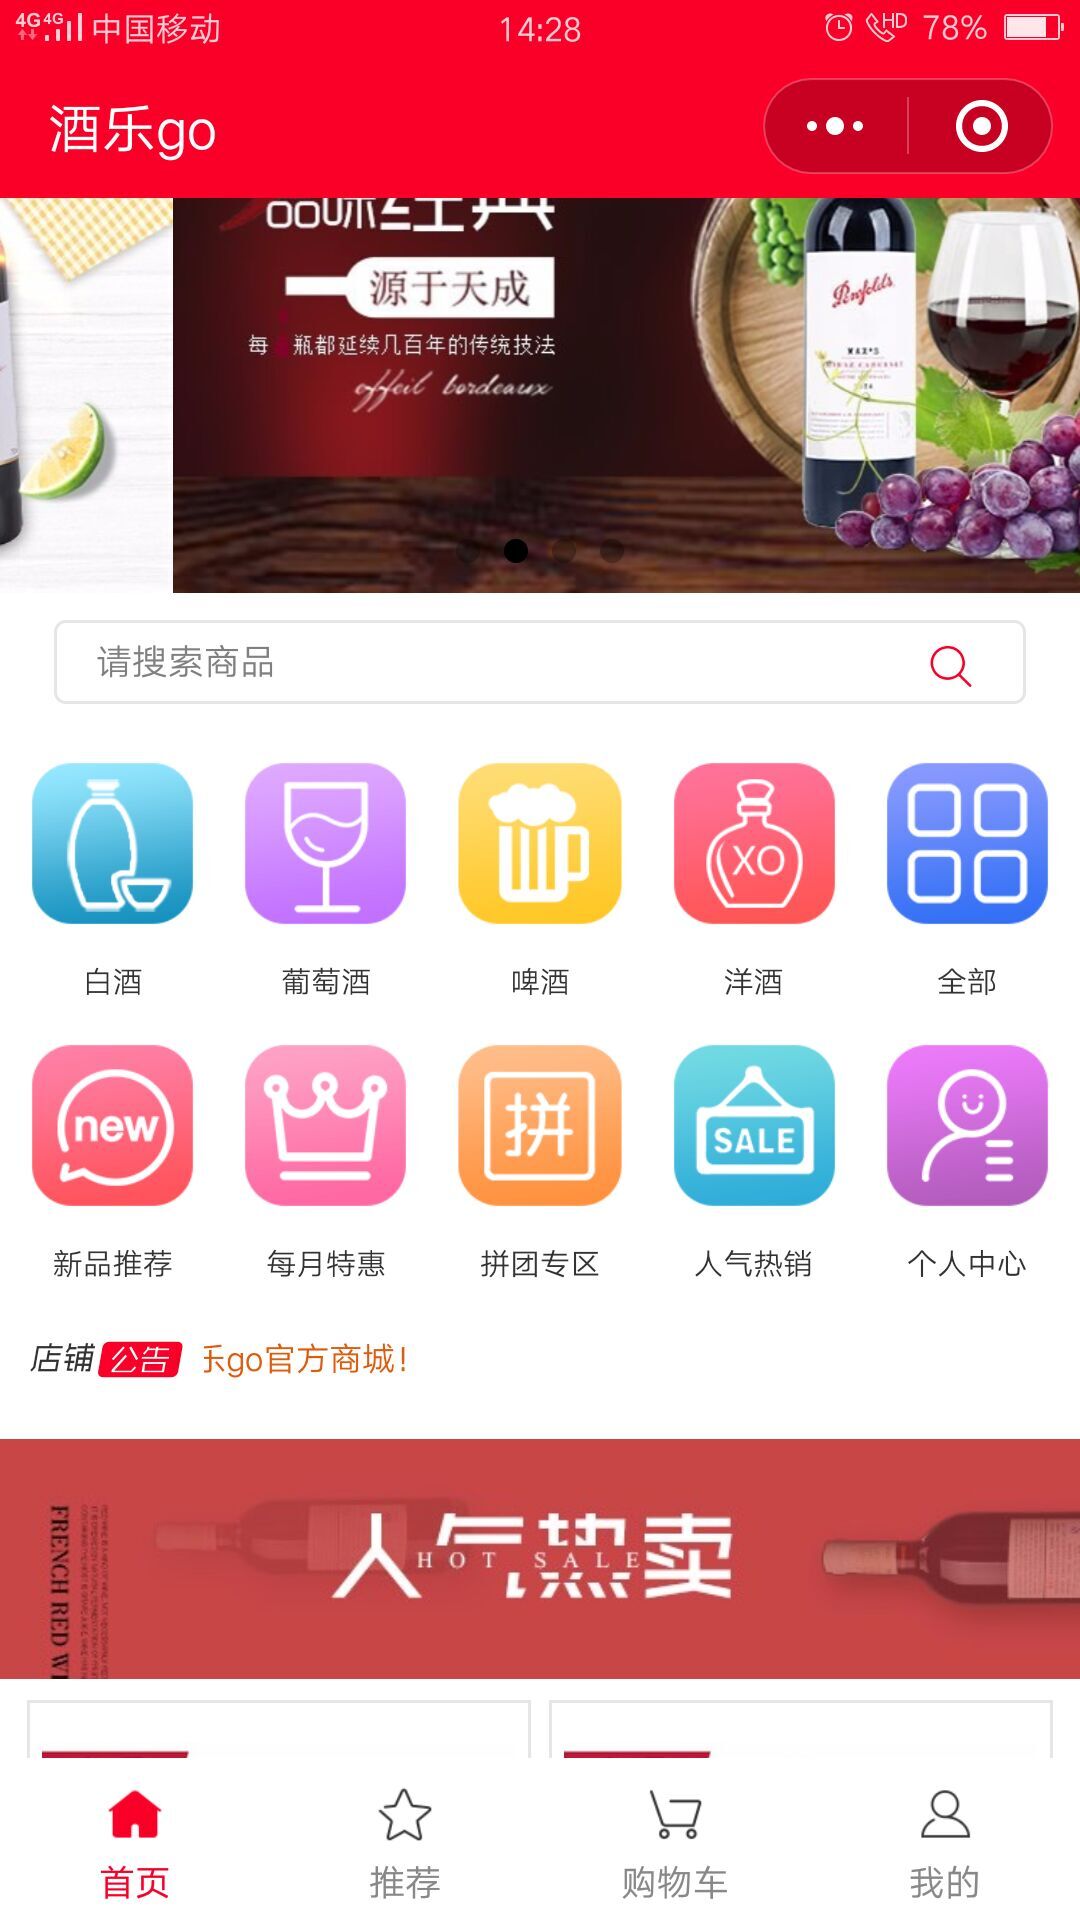 4G 4G 中国移动 14:28 HD 78%
酒乐go
品味经典
源于天成
每 瓶都延续几百年的传统技法
offeil bordeaux
Penfolds
MAX'S
请搜索商品
XO
白酒 葡萄酒 啤酒 洋酒 全部
new 拼 SALE
新品推荐 每月特惠 拼团专区 人气热销 个人中心
店铺 公告 乐go官方商城！
人气热卖
HOT SALE
FRENCH RED WI
首页 推荐 购物车 我的